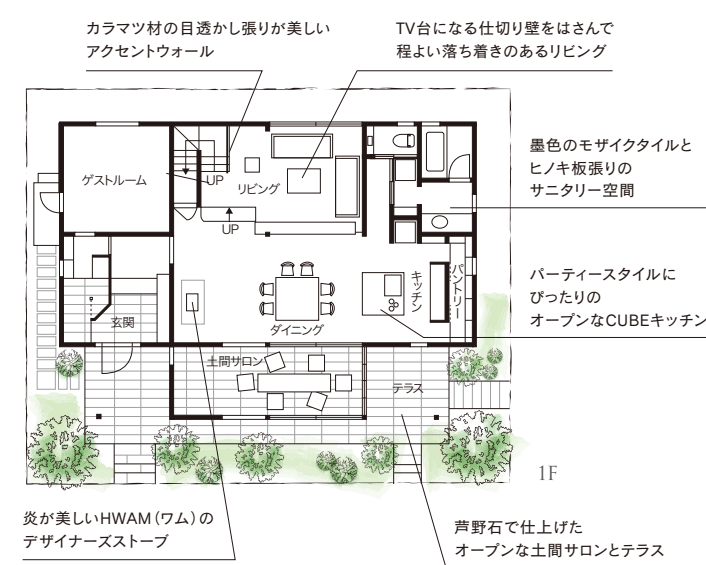 カラマツ材の目透かし張りが美しい
アクセントウォール
TV台になる仕切り壁をはさんで
程よい落ち着きのあるリビング
墨色のモザイクタイルと
ヒノキ板張りの
サニタリー空間
ゲストルーム
UP
リビング
UP
パーティースタイルに
ぴったりの
オープンなCUBEキッチン
キッチン
パントリー
玄関
ダイニング
土間サロン
テラス
1F
炎が美しいHWAM（ワム）の
デザイナーズストーブ
芦野石で仕上げた
オープンな土間サロンとテラス